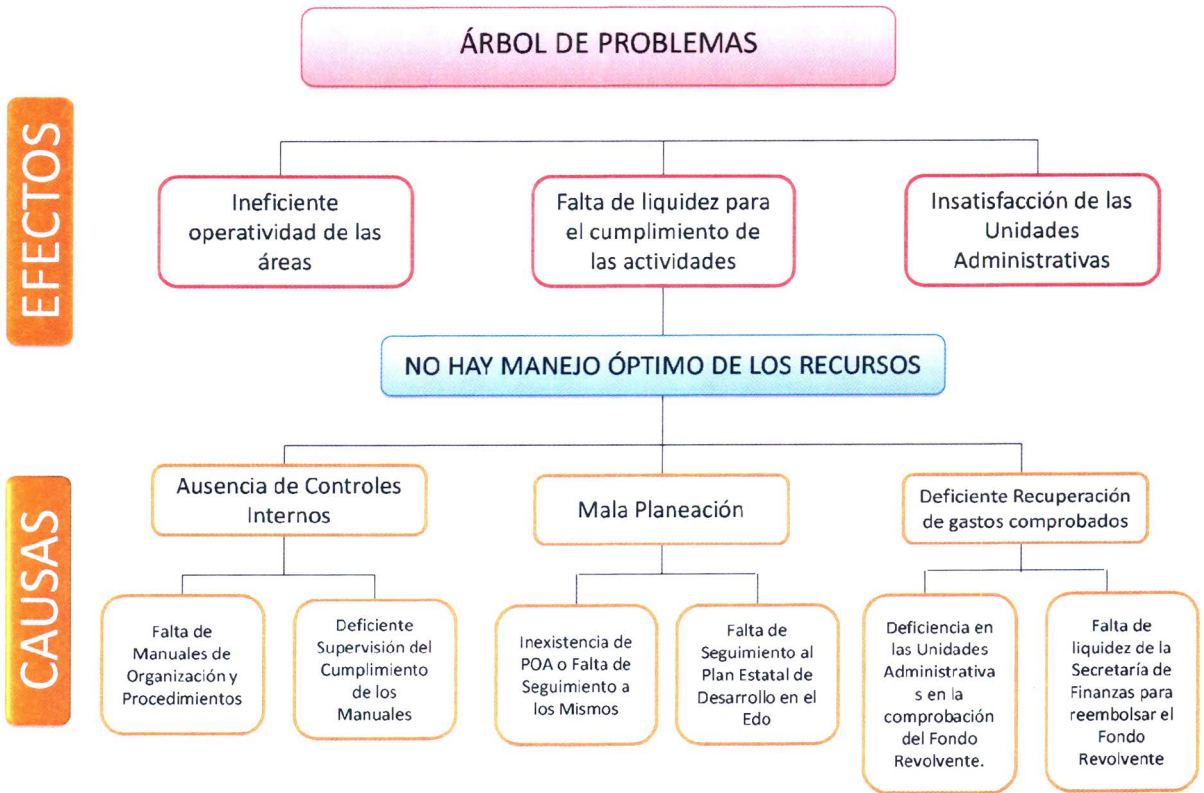 ÁRBOL DE PROBLEMAS
EFECTOS
Ineficiente
operatividad de las
áreas
Falta de liquidez para
el cumplimiento de
las actividades
Insatisfacción de las
Unidades
Administrativas
NO HAY MANEJO ÓPTIMO DE LOS RECURSOS
CAUSAS
Ausencia de Controles
Internos
Mala Planeación
Deficiente Recuperación
de gastos comprobados
Falta de
Manuales de
Organización y
Procedimientos
Deficiente
Supervisión del
Cumplimiento
de los
Manuales
Inexistencia de
POA o Falta de
Seguimiento a
los Mismos
Falta de
Seguimiento al
Plan Estatal de
Desarrollo en el
Edo
Deficiencia en
las Unidades
Administrativa
s en la
comprobación
del Fondo
Revolvente.
Falta de
liquidez de la
Secretaría de
Finanzas para
reembolsar el
Fondo
Revolvente